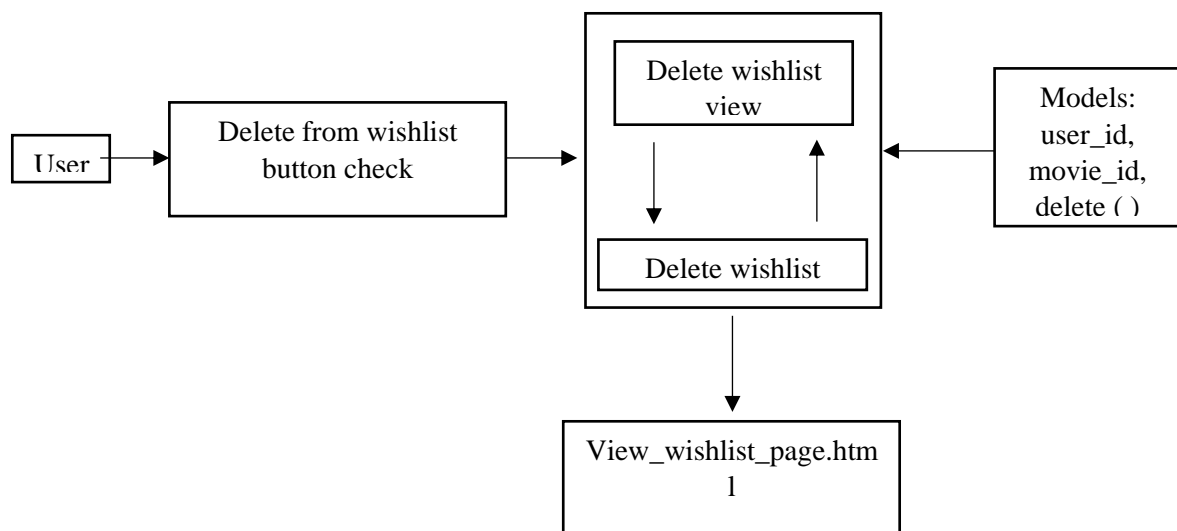 User
Delete from wishlist
button check
Delete wishlist
view
Delete wishlist
Models:
user_id,
movie_id,
delete ( )
View_wishlist_page.htm
l